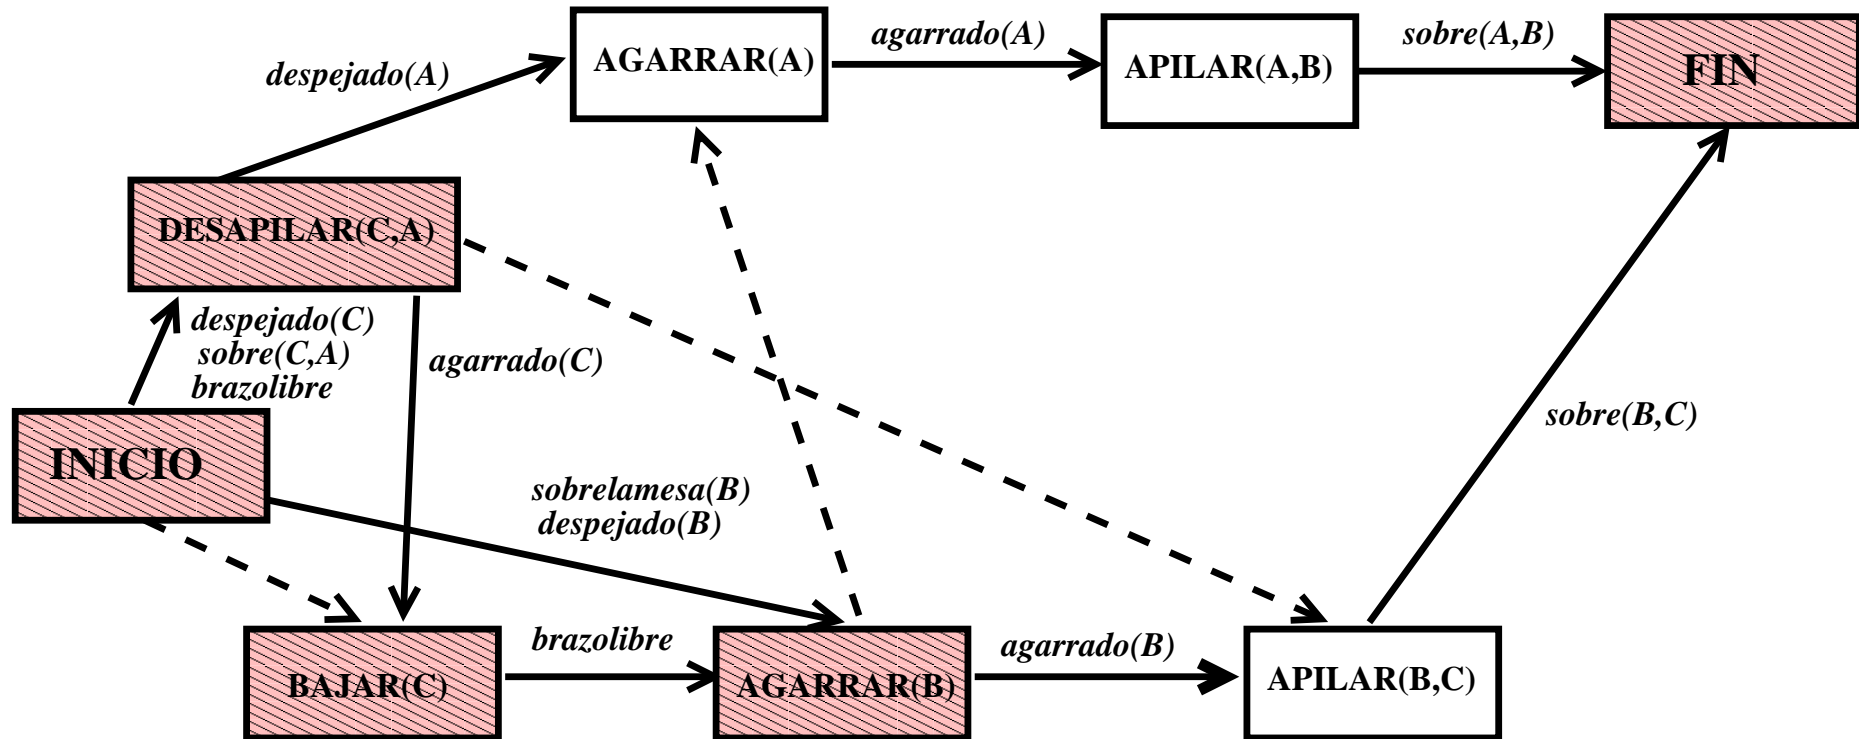 agarrado(A)
sobre(A,B)
AGARRAR(A)
APILAR(A,B)
FIN
despejado(A)
DESAPILAR(C,A)
despejado(C)
sobre(C,A)
brazolibre
agarrado(C)
sobre(B,C)
INICIO
sobrelamesa(B)
despejado(B)
brazolibre
agarrado(B)
BAJAR(C)
AGARRAR(B)
APILAR(B,C)